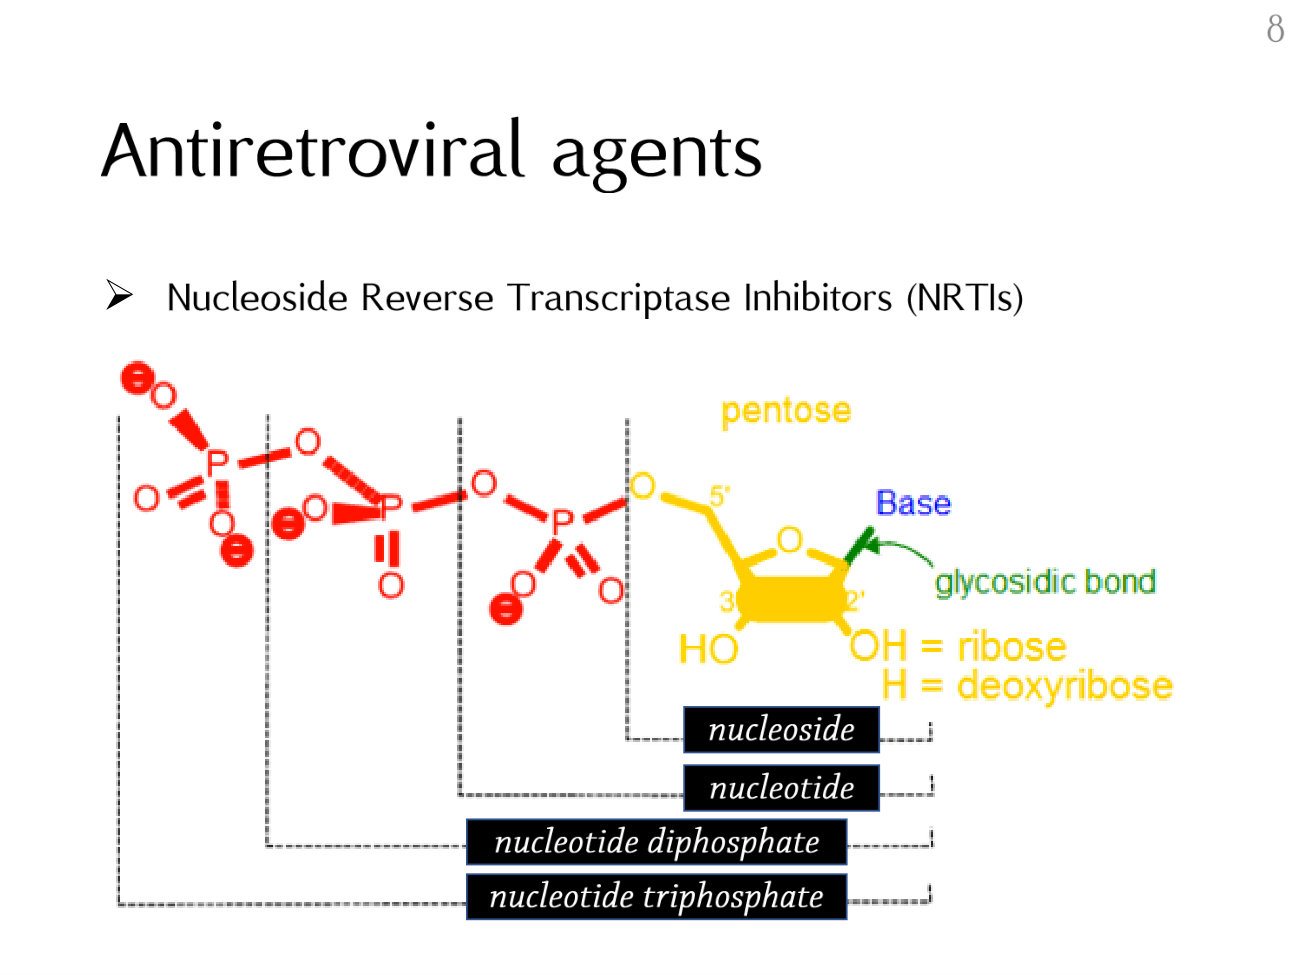 8
Antiretroviral agents
➢ Nucleoside Reverse Transcriptase Inhibitors (NRTIs)
⊖O
P
O
O
⊖
O
⊖O
P
O
O
P
O
⊖
O
pentose
O
5'
O
Base
glycosidic bond
3
2'
HO
OH = ribose
H = deoxyribose
nucleoside
nucleotide
nucleotide diphosphate
nucleotide triphosphate